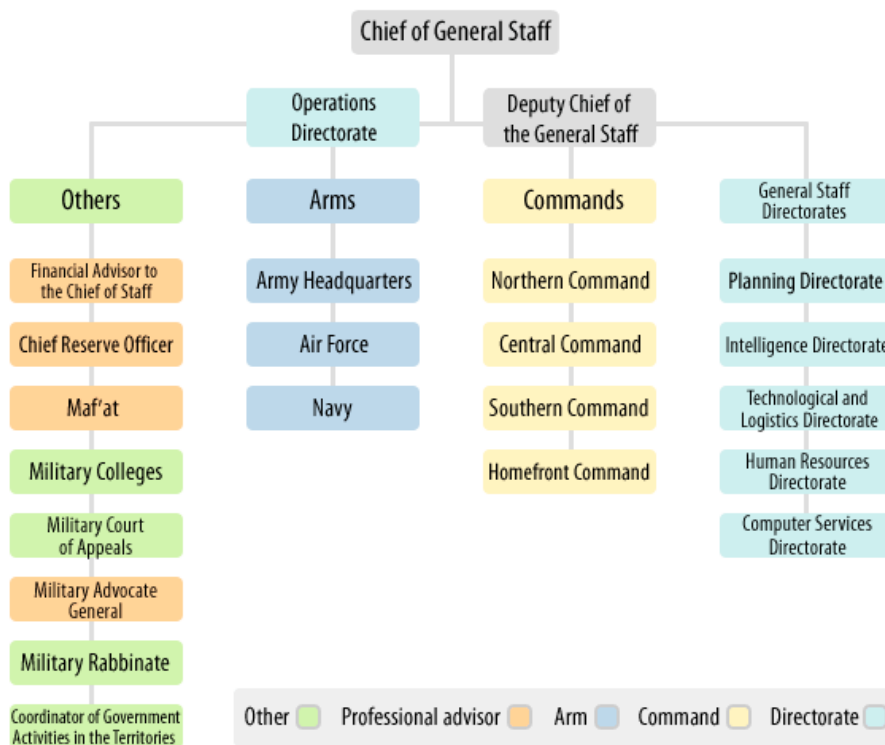 Chief of General Staff
Operations
Directorate
Deputy Chief of
the General Staff
Others
Arms
Commands
General Staff
Directorates
Financial Advisor to
the Chief of Staff
Army Headquarters
Northern Command
Planning Directorate
Chief Reserve Officer
Air Force
Central Command
Intelligence Directorate
Maf'at
Navy
Southern Command
Technological and
Logistics Directorate
Military Colleges
Homefront Command
Human Resources
Directorate
Military Court
of Appeals
Computer Services
Directorate
Military Advocate
General
Military Rabbinate
Coordinator of Government
Activities in the Territories
Other Professional advisor Arm Command Directorate